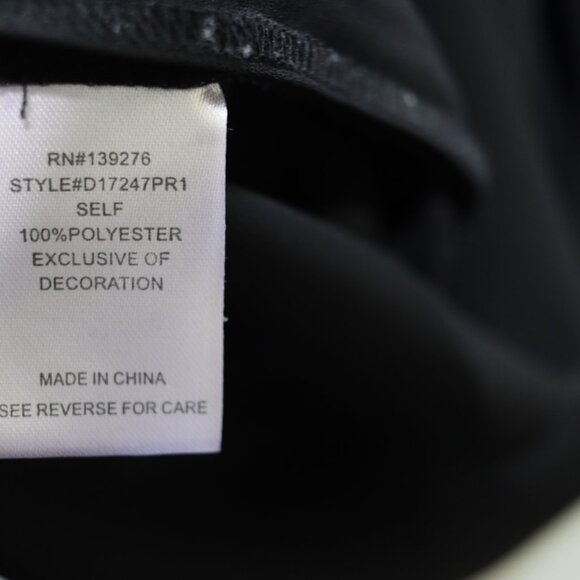 RN#139276
STYLE#D17247PR1
SELF
100%POLYESTER
EXCLUSIVE OF
DECORATION
MADE IN CHINA
SEE REVERSE FOR CARE